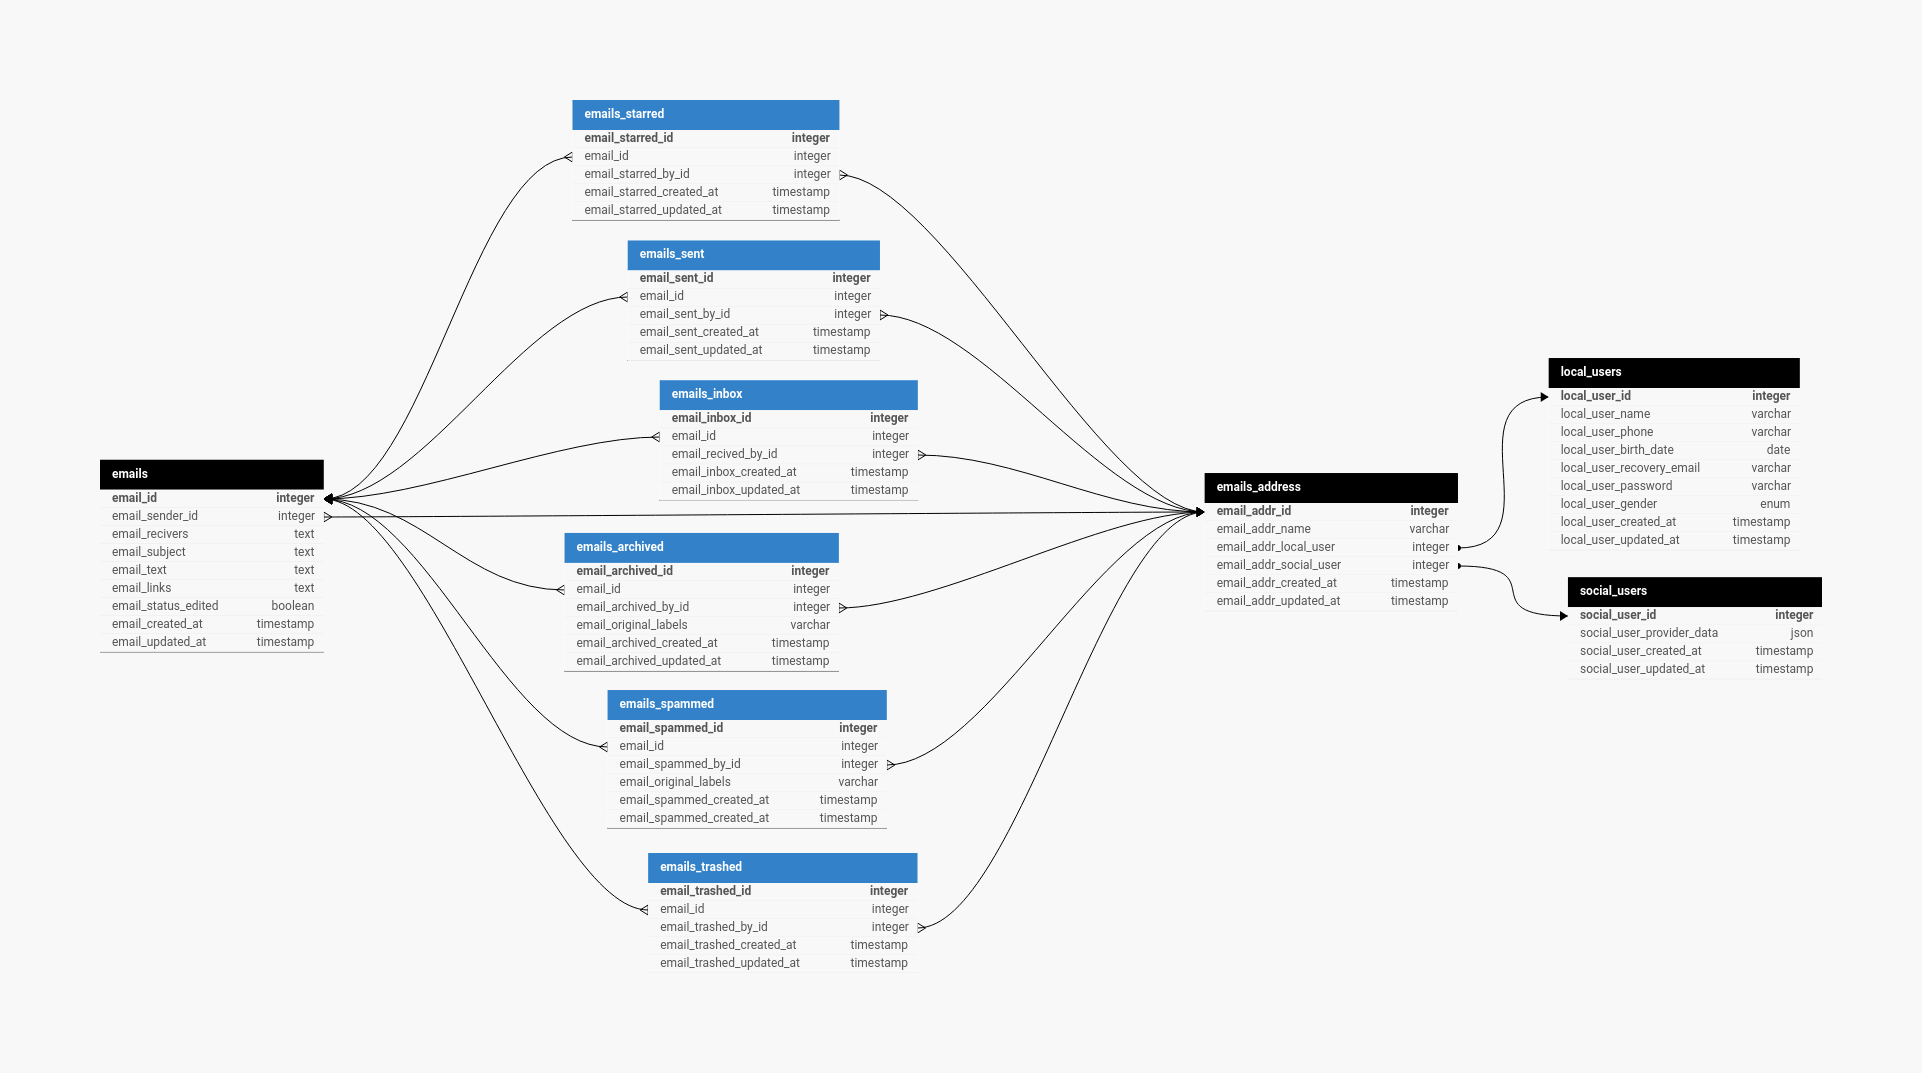 emails_starred
email_starred_id integer
email_id integer
email_starred_by_id integer
email_starred_created_at timestamp
email_starred_updated_at timestamp
emails_sent
email_sent_id integer
email_id integer
email_sent_by_id integer
email_sent_created_at timestamp
email_sent_updated_at timestamp
emails_inbox
email_inbox_id integer
email_id integer
email_recived_by_id integer
email_inbox_created_at timestamp
email_inbox_updated_at timestamp
emails
email_id integer
email_sender_id integer
email_recivers text
email_subject text
email_text text
email_links text
email_status_edited boolean
email_created_at timestamp
email_updated_at timestamp
emails_archived
email_archived_id integer
email_id integer
email_archived_by_id integer
email_original_labels varchar
email_archived_created_at timestamp
email_archived_updated_at timestamp
emails_spammed
email_spammed_id integer
email_id integer
email_spammed_by_id integer
email_original_labels varchar
email_spammed_created_at timestamp
email_spammed_created_at timestamp
emails_trashed
email_trashed_id integer
email_id integer
email_trashed_by_id integer
email_trashed_created_at timestamp
email_trashed_updated_at timestamp
emails_address
email_addr_id integer
email_addr_name varchar
email_addr_local_user integer
email_addr_social_user integer
email_addr_created_at timestamp
email_addr_updated_at timestamp
local_users
local_user_id integer
local_user_name varchar
local_user_phone varchar
local_user_birth_date date
local_user_recovery_email varchar
local_user_password varchar
local_user_gender enum
local_user_created_at timestamp
local_user_updated_at timestamp
social_users
social_user_id integer
social_user_provider_data json
social_user_created_at timestamp
social_user_updated_at timestamp